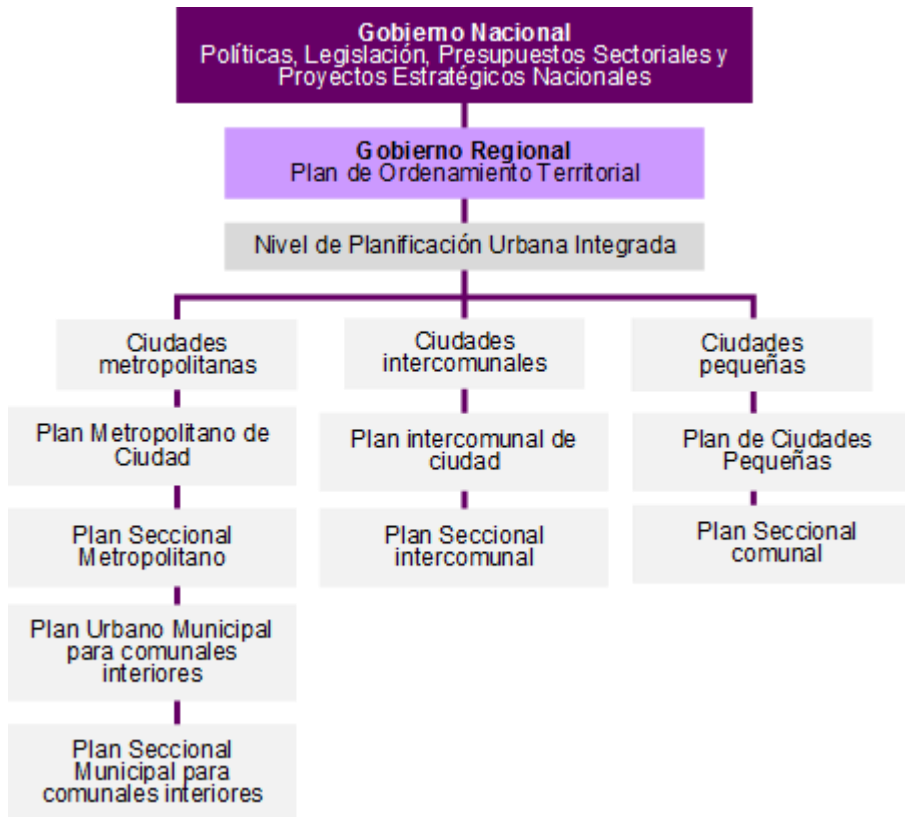 Gobierno Nacional
Políticas, Legislación, Presupuestos Sectoriales y
Proyectos Estratégicos Nacionales
Gobierno Regional
Plan de Ordenamiento Territorial
Nivel de Planificación Urbana Integrada
Ciudades
metropolitanas
Plan Metropolitano de
Ciudad
Plan Seccional
Metropolitano
Plan Urbano Municipal
para comunales
interiores
Plan Seccional
Municipal para
comunales interiores
Ciudades
intercomunales
Plan intercomunal de
ciudad
Plan Seccional
intercomunal
Ciudades
pequeñas
Plan de Ciudades
Pequeñas
Plan Seccional
comunal